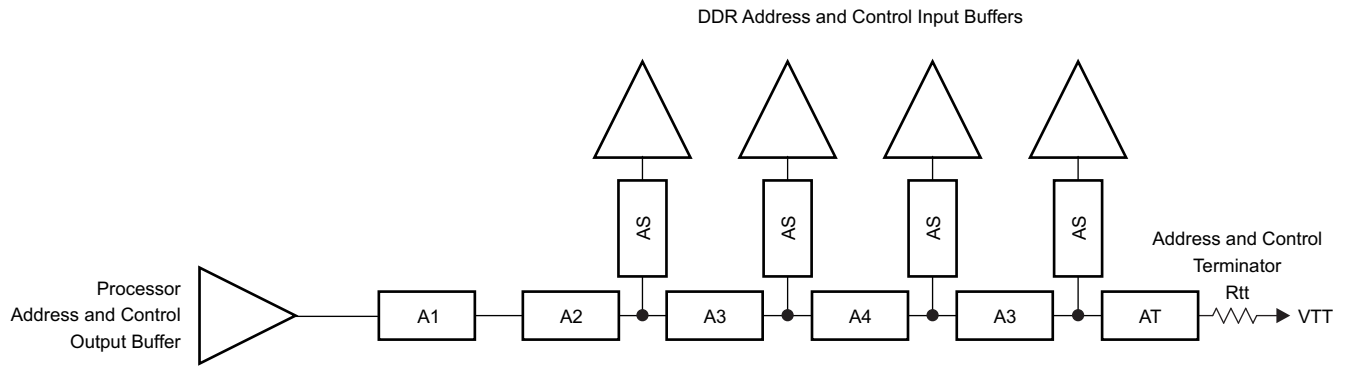 DDR Address and Control Input Buffers
AS
AS
AS
AS
Processor
Address and Control
Output Buffer
A1
A2
A3
A4
A3
AT
Address and Control
Terminator
Rtt
VTT